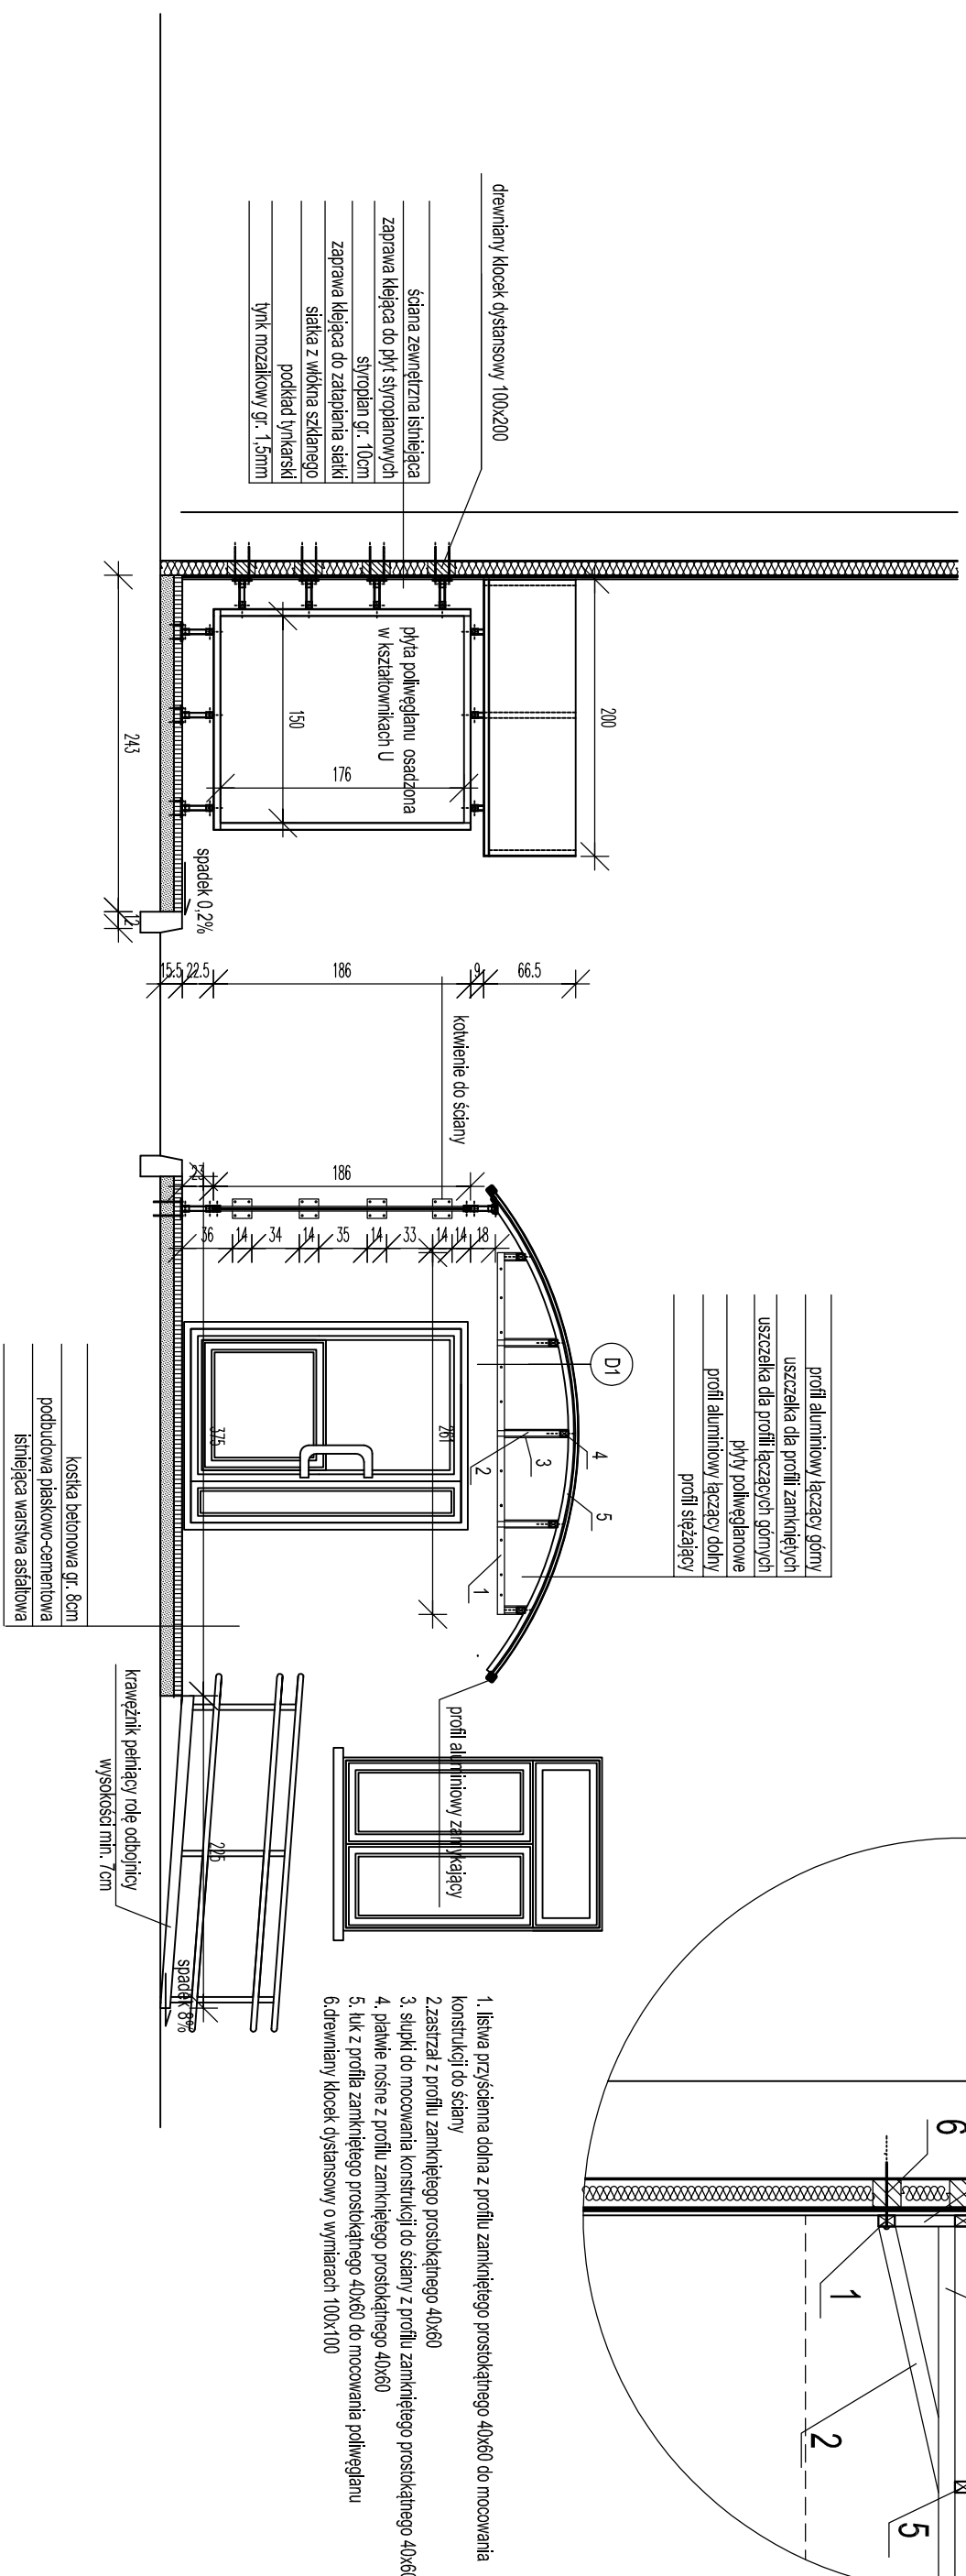 drewniany klocek dystansowy 100x200
ściana zewnętrzna istniejąca
zaprawa klejąca do płyt styropianowych
styropian gr. 10cm
zaprawa klejąca do zatapiania siatki
siatka z włókna szklanego
podkład tynkarski
tynk mozaikowy gr. 1,5mm
płyta poliwęglanu osadzona
w kształtownikach U
200
150
176
243
12
spadek 0,2%
15.5
22.5
186
9
66.5
kotwienie do ściany
23
186
36
14
34
14
35
14
33
14
14
18
261
375
D1
1
2
3
4
5
profil aluminiowy łączący górny
uszczelka dla profili zamkniętych
uszczelka dla profili łączących górnych
płyty poliwęglanowe
profil aluminiowy łączący dolny
profil stężający
kostka betonowa gr. 8cm
podbudowa piaskowo-cementowa
istniejąca warstwa asfaltowa
profil aluminiowy zamykający
krawężnik pełniący rolę odbojnicy
wysokości min. 7cm
225
spadek 8%
1. listwa przyścienna dolna z profilu zamkniętego prostokątnego 40x60 do mocowania
konstrukcji do ściany
2.zastrzał z profilu zamkniętego prostokątnego 40x60
3. słupki do mocowania konstrukcji do ściany z profilu zamkniętego prostokątnego 40x60
4. płatwie nośne z profilu zamkniętego prostokątnego 40x60
5. łuk z profila zamkniętego prostokątnego 40x60 do mocowania poliwęglanu
6.drewniany klocek dystansowy o wymiarach 100x100
6
1
2
5